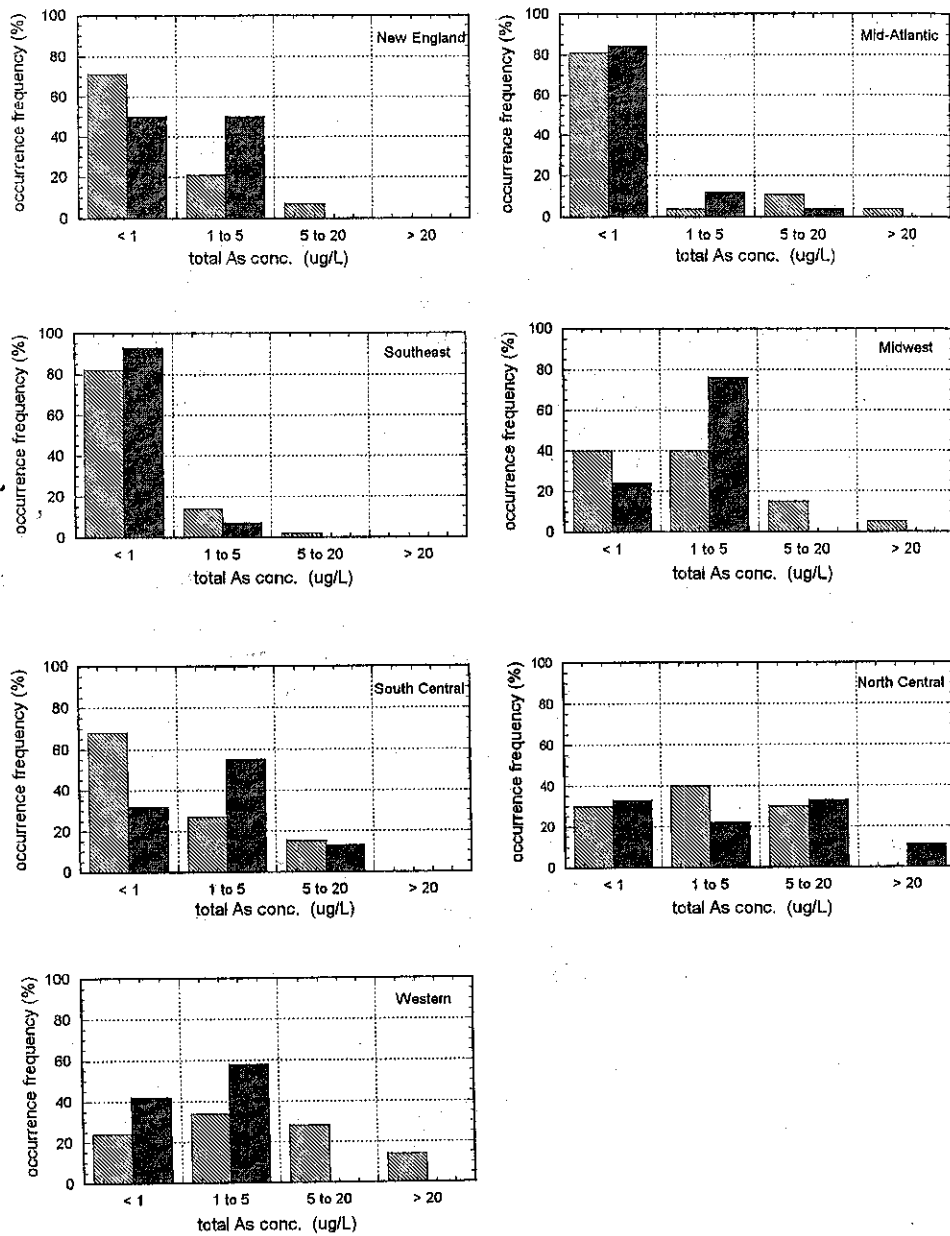 New England
occurrence frequency (%)
100
80
60
40
20
0
< 1
1 to 5
5 to 20
> 20
total As conc. (ug/L)
Mid-Atlantic
occurrence frequency (%)
100
80
60
40
20
0
< 1
1 to 5
5 to 20
> 20
total As conc. (ug/L)
Southeast
occurrence frequency (%)
100
80
60
40
20
0
< 1
1 to 5
5 to 20
> 20
total As conc. (ug/L)
Midwest
occurrence frequency (%)
100
80
60
40
20
0
< 1
1 to 5
5 to 20
> 20
total As conc. (ug/L)
South Central
occurrence frequency (%)
100
80
60
40
20
0
< 1
1 to 5
5 to 20
> 20
total As conc. (ug/L)
North Central
occurrence frequency (%)
100
80
60
40
20
0
< 1
1 to 5
5 to 20
> 20
total As conc. (ug/L)
Western
occurrence frequency (%)
100
80
60
40
20
0
< 1
1 to 5
5 to 20
> 20
total As conc. (ug/L)